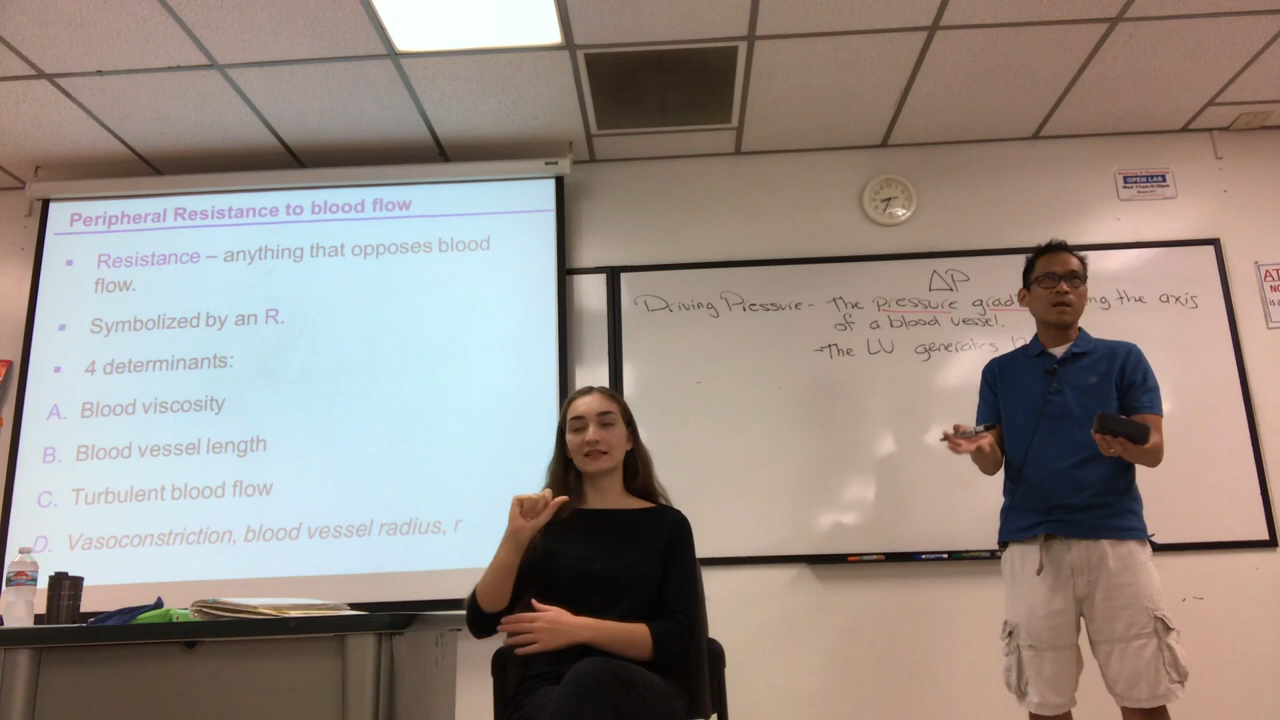 Peripheral Resistance to blood flow
▪ Resistance – anything that opposes blood
flow.
▪ Symbolized by an R.
▪ 4 determinants:
A. Blood viscosity
B. Blood vessel length
C. Turbulent blood flow
D. Vasoconstriction, blood vessel radius, r
ΔP
Driving Pressure - The pressure grad ng the axis
of a blood vessel.
- The LV generates
OPEN LAB